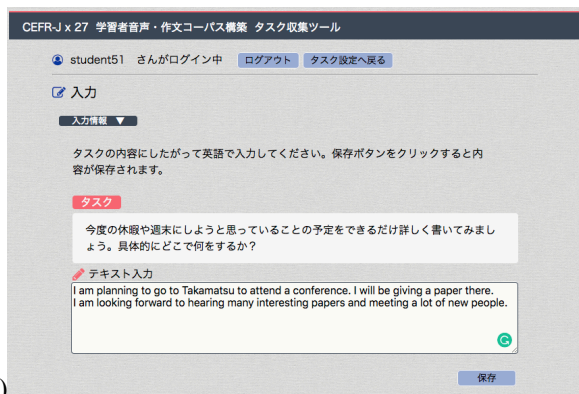 CEFR-J x 27 学習者音声・作文コーパス構築 タスク収集ツール
student51 さんがログイン中 ログアウト タスク設定へ戻る
入力
入力情報 ▼
タスクの内容にしたがって英語で入力してください。保存ボタンをクリックすると内
容が保存されます。
タスク
今度の休暇や週末にしようと思っていることの予定をできるだけ詳しく書いてみまし
ょう。具体的にどこで何をするか？
テキスト入力
I am planning to go to Takamatsu to attend a conference. I will be giving a paper there.
I am looking forward to hearing many interesting papers and meeting a lot of new people.
保存
)